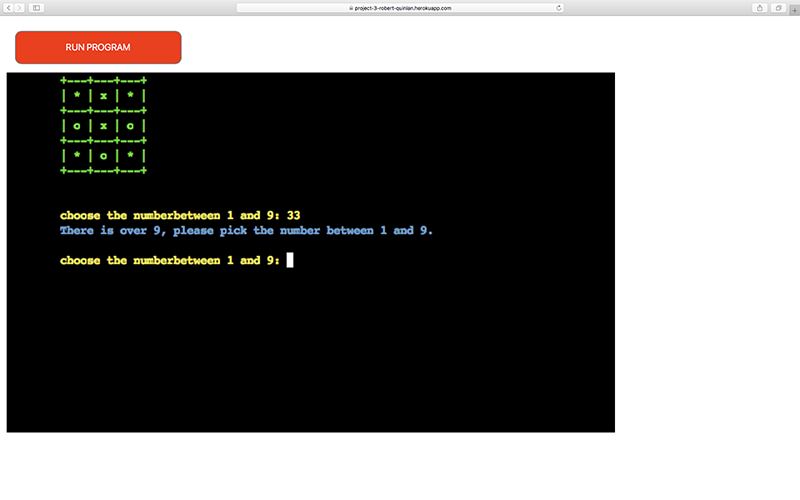 project-3-robert-quinlan.herokuapp.com
RUN PROGRAM
+---+---+---+
| * | x | * |
+---+---+---+
| o | x | o |
+---+---+---+
| * | o | * |
+---+---+---+
choose the numberbetween 1 and 9: 33
There is over 9, please pick the number between 1 and 9.
choose the numberbetween 1 and 9: